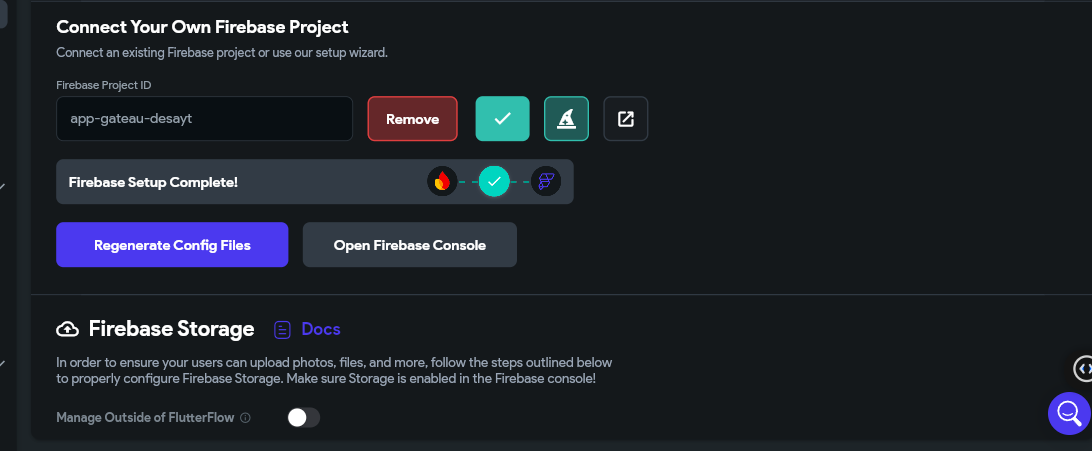 Connect Your Own Firebase Project
Connect an existing Firebase project or use our setup wizard.
Firebase Project ID
app-gateau-desayt
Remove
Firebase Setup Complete!
Regenerate Config Files
Open Firebase Console
Firebase Storage
Docs
In order to ensure your users can upload photos, files, and more, follow the steps outlined below
to properly configure Firebase Storage. Make sure Storage is enabled in the Firebase console!
Manage Outside of FlutterFlow